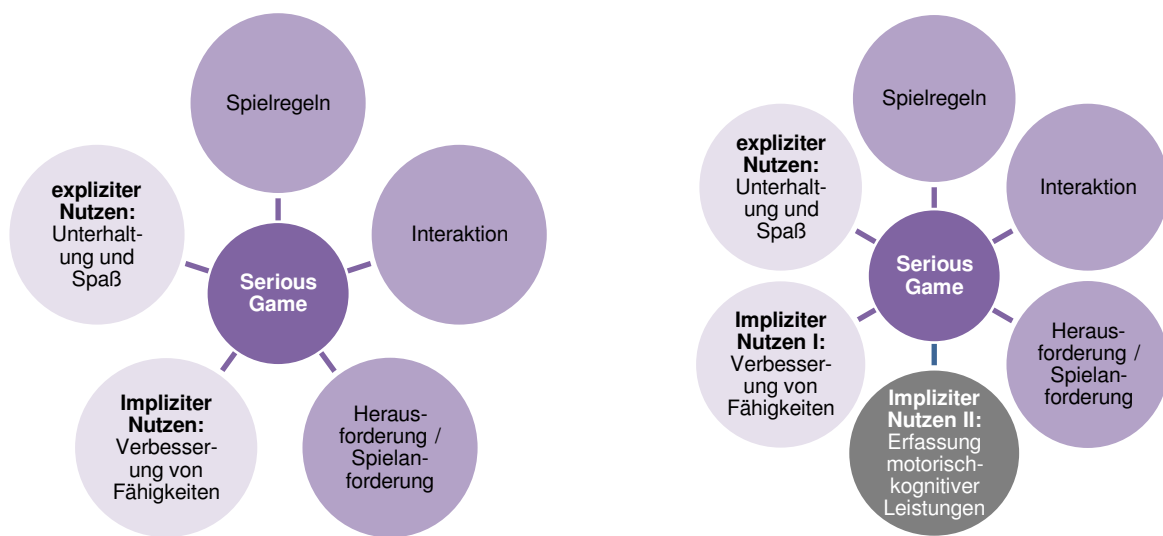 Spielregeln
expliziter
Nutzen:
Unterhalt-
ung und
Spaß
Interaktion
Serious
Game
Impliziter
Nutzen:
Verbesser-
ung von
Fähigkeiten
Heraus-
forderung /
Spielan-
forderung
Spielregeln
expliziter
Nutzen:
Unterhalt-
ung und
Spaß
Interaktion
Serious
Game
Impliziter
Nutzen I:
Verbesser-
ung von
Fähigkeiten
Heraus-
forderung /
Spielan-
forderung
Impliziter
Nutzen II:
Erfassung
motorisch-
kognitiver
Leistungen